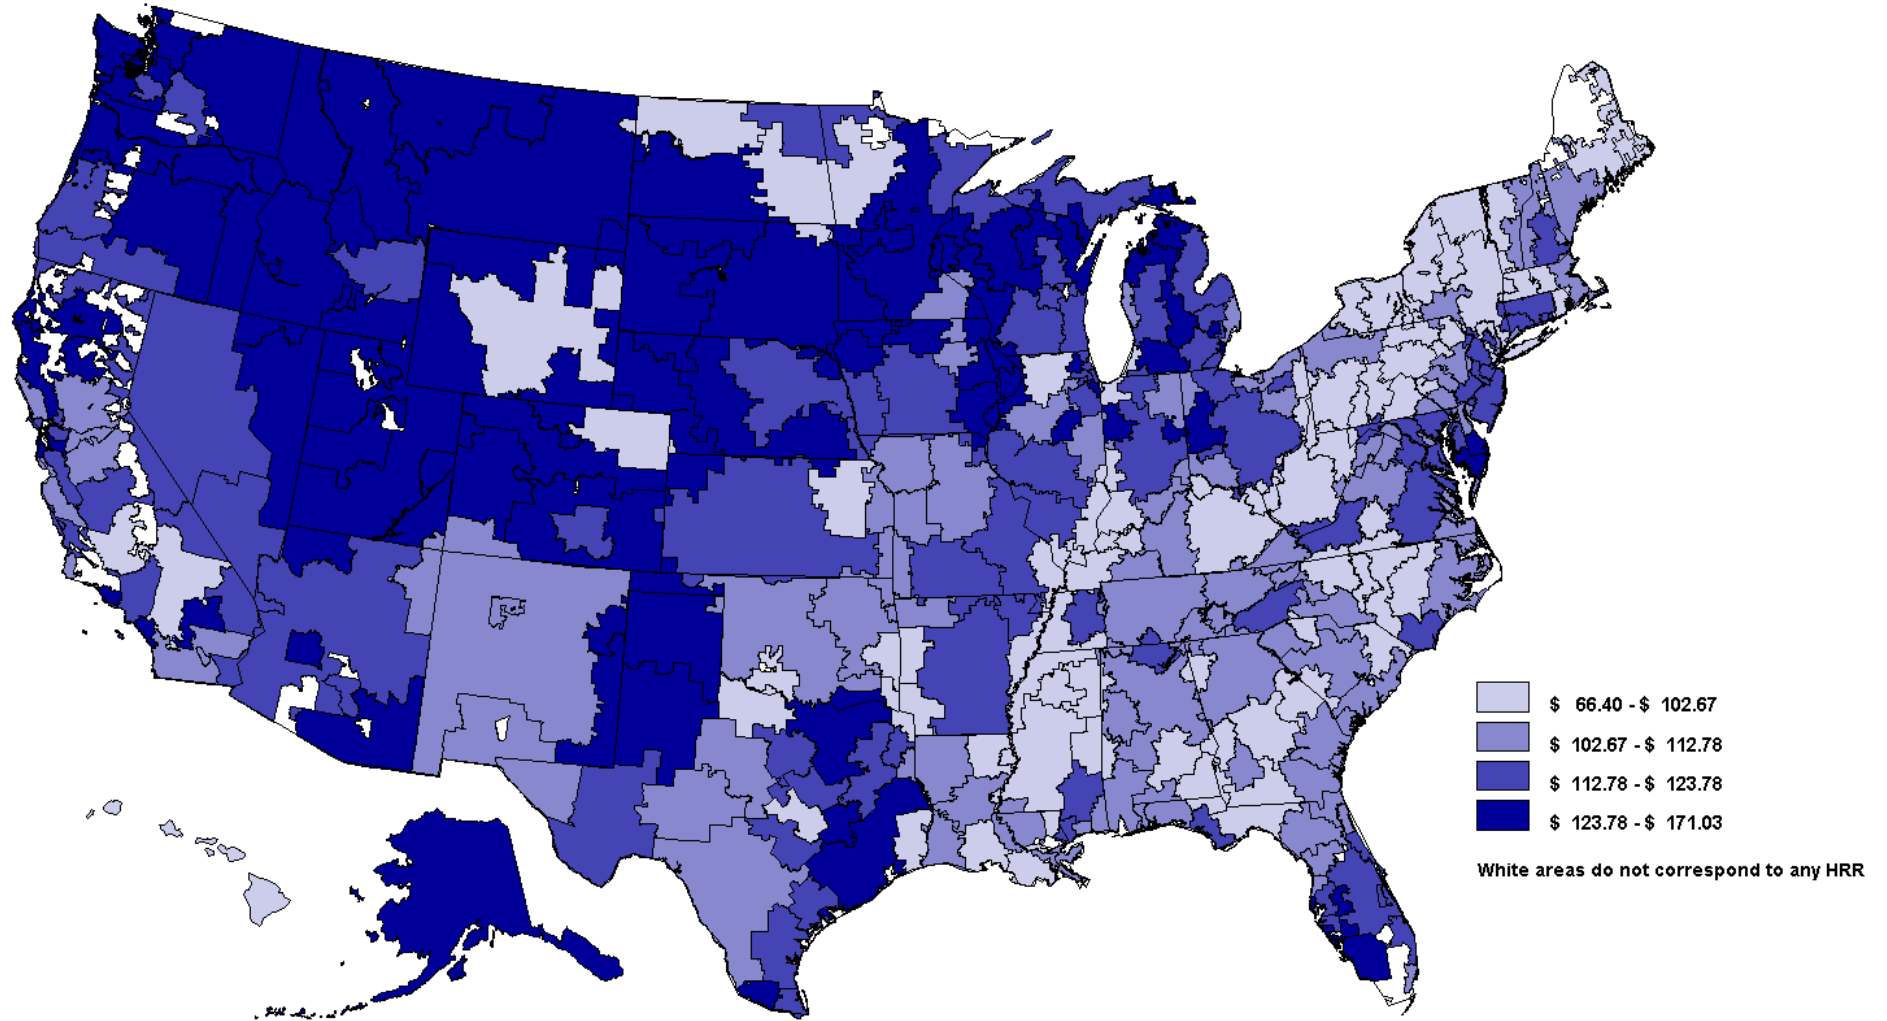 $ 66.40 - $ 102.67
$ 102.67 - $ 112.78
$ 112.78 - $ 123.78
$ 123.78 - $ 171.03
White areas do not correspond to any HRR